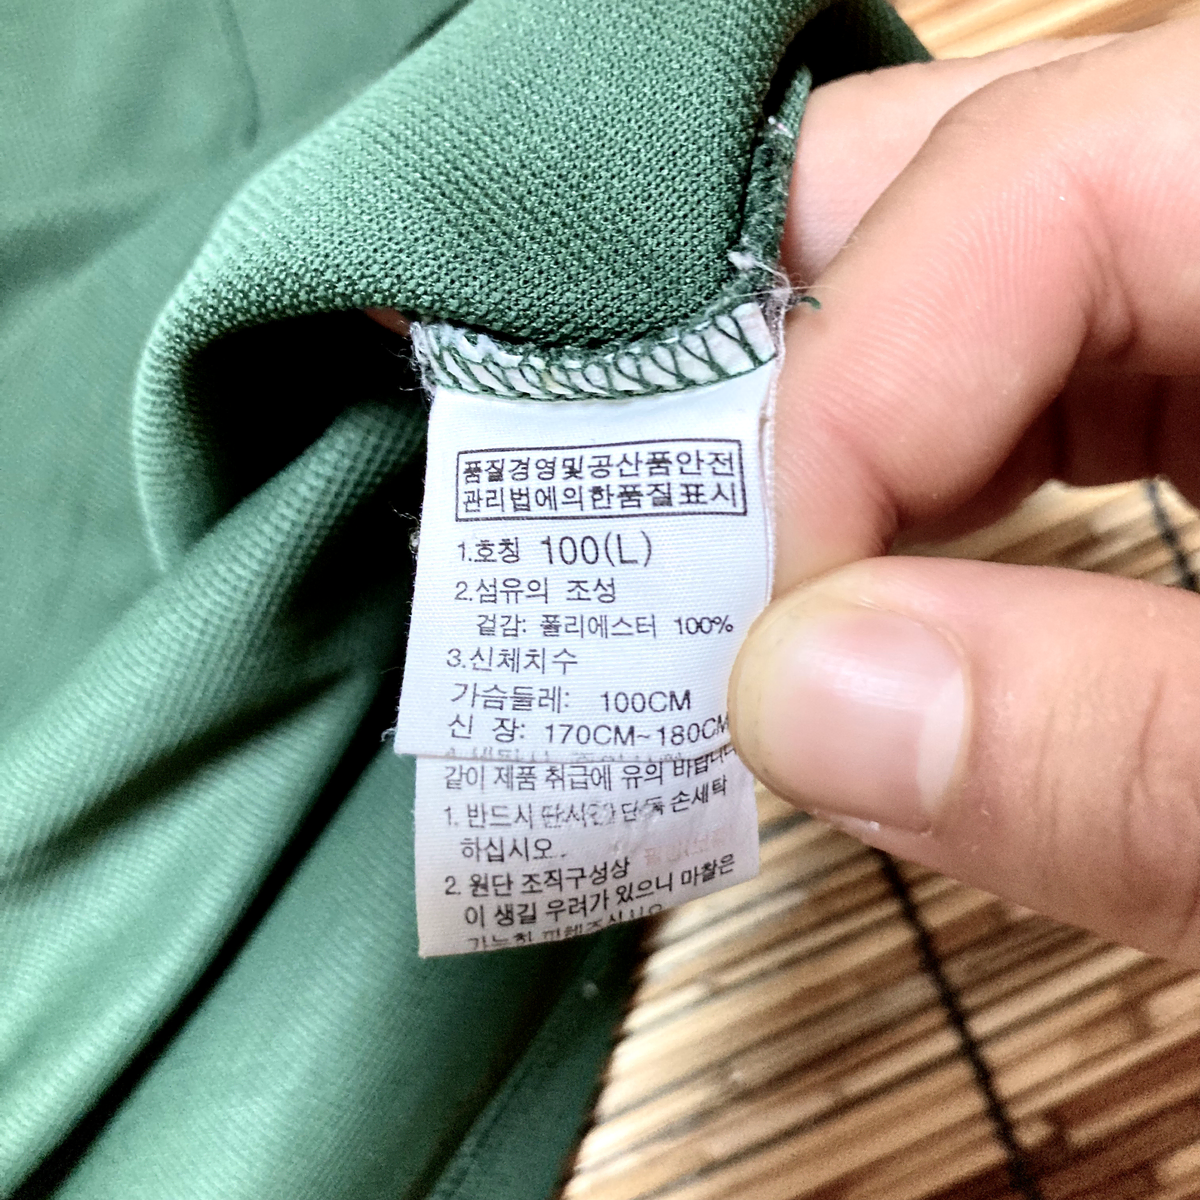 품질경영및공산품안전
관리법에의한품질표시
1.호칭 100(L)
2.섬유의 조성
겉감: 폴리에스터 100%
3.신체치수
가슴둘레: 100CM
신 장: 170CM~180CM
같이 제품 취급에 유의 바랍니다
1. 반드시 단독 손세탁
하십시오.
2. 원단 조직구성상
이 생길 우려가 있으니 마찰은